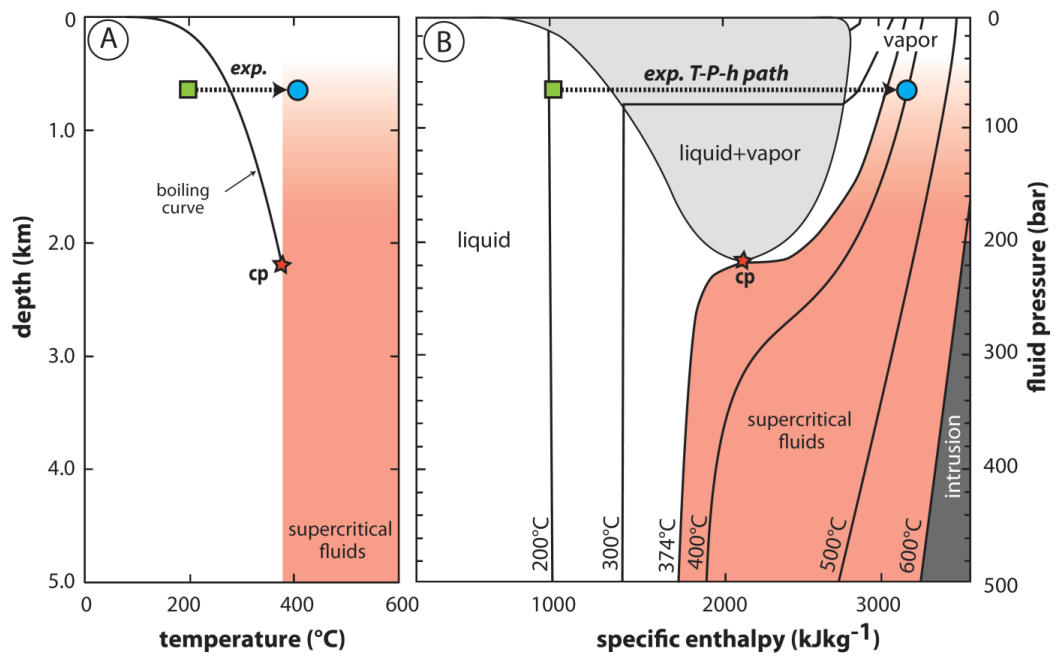 A
0
1.0
2.0
3.0
4.0
5.0
depth (km)
exp.
boiling
curve
cp
supercritical
fluids
0
200
400
600
temperature (°C)
B
vapor
exp. T-P-h path
liquid+vapor
liquid
cp
supercritical
fluids
intrusion
200°C
300°C
374°C
400°C
500°C
600°C
1000
2000
3000
specific enthalpy (kJkg⁻¹)
0
100
200
300
400
500
fluid pressure (bar)